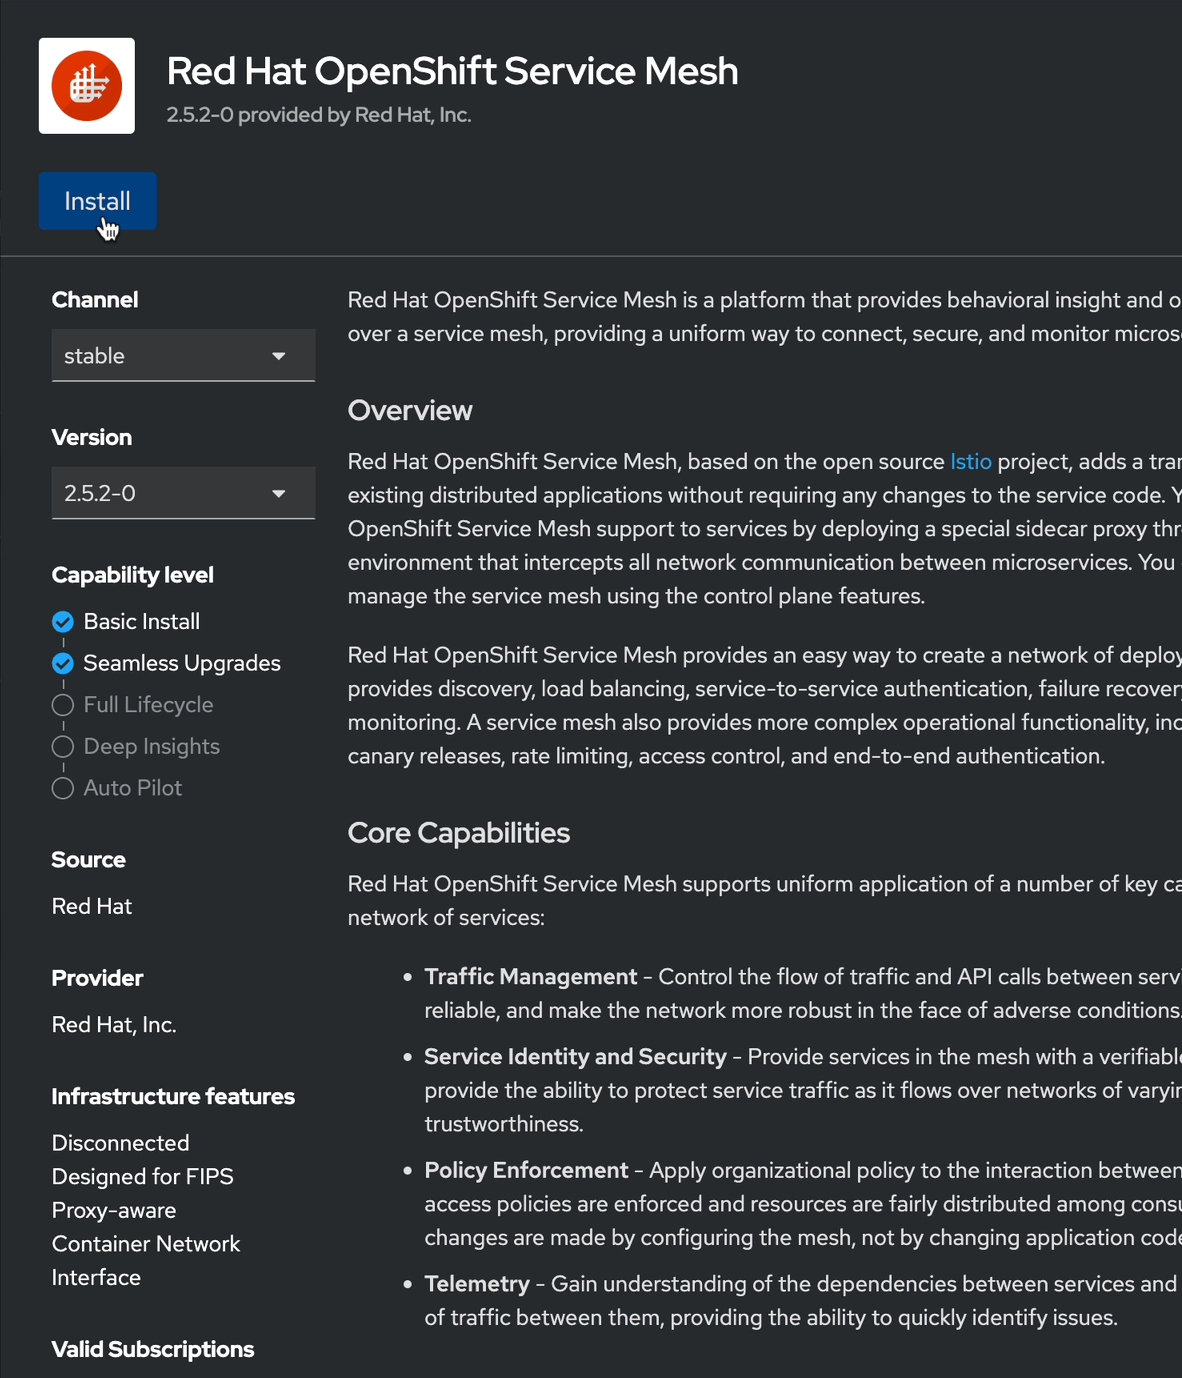 Red Hat OpenShift Service Mesh
2.5.2-0 provided by Red Hat, Inc.
Install
Channel
stable
Version
2.5.2-0
Capability level
Basic Install
Seamless Upgrades
Full Lifecycle
Deep Insights
Auto Pilot
Source
Red Hat
Provider
Red Hat, Inc.
Infrastructure features
Disconnected
Designed for FIPS
Proxy-aware
Container Network
Interface
Valid Subscriptions
Red Hat OpenShift Service Mesh is a platform that provides behavioral insight and
over a service mesh, providing a uniform way to connect, secure, and monitor
Overview
Red Hat OpenShift Service Mesh, based on the open source Istio project, adds a
existing distributed applications without requiring any changes to the service code.
OpenShift Service Mesh support to services by deploying a special sidecar proxy
environment that intercepts all network communication between microservices. You
manage the service mesh using the control plane features.
Red Hat OpenShift Service Mesh provides an easy way to create a network of
provides discovery, load balancing, service-to-service authentication, failure
monitoring. A service mesh also provides more complex operational functionality,
canary releases, rate limiting, access control, and end-to-end authentication.
Core Capabilities
Red Hat OpenShift Service Mesh supports uniform application of a number of key
network of services:
• Traffic Management - Control the flow of traffic and API calls between
reliable, and make the network more robust in the face of adverse conditions.
• Service Identity and Security - Provide services in the mesh with a
provide the ability to protect service traffic as it flows over networks of
trustworthiness.
• Policy Enforcement - Apply organizational policy to the interaction between
access policies are enforced and resources are fairly distributed among
changes are made by configuring the mesh, not by changing application
• Telemetry - Gain understanding of the dependencies between services and
of traffic between them, providing the ability to quickly identify issues.